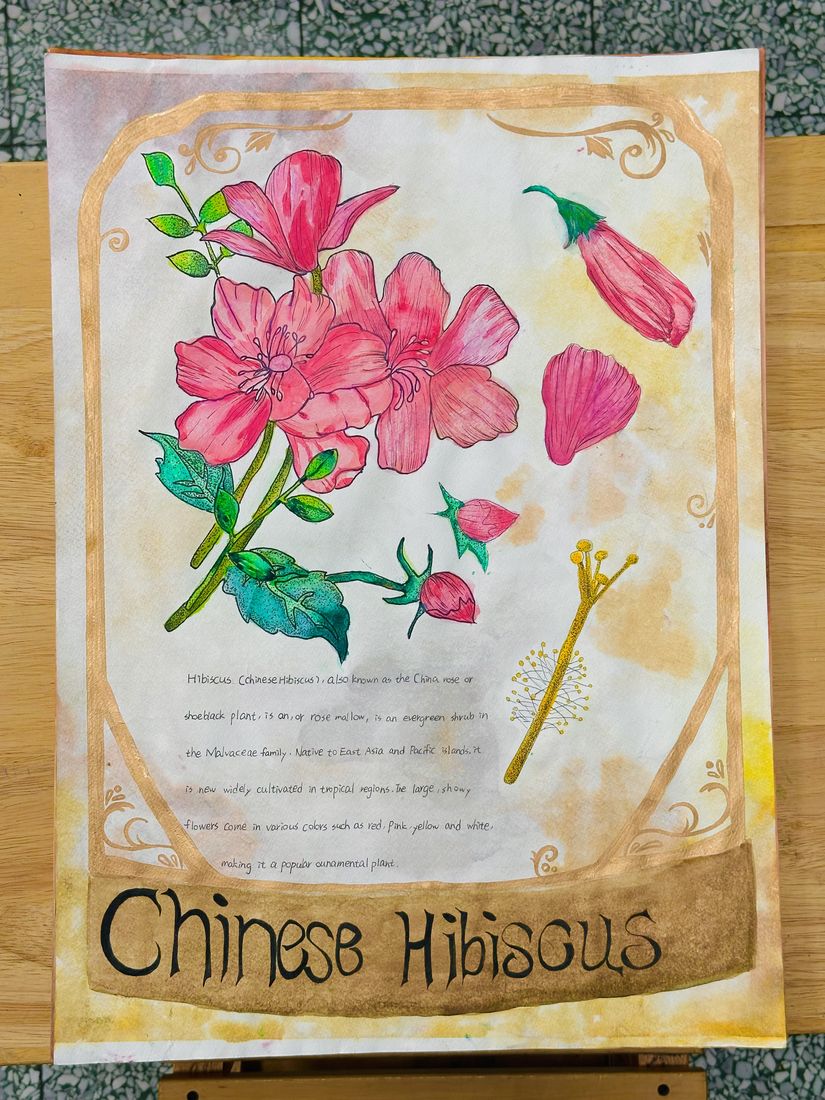 Hibiscus (Chinese Hibiscus), also known as the China rose or
shoeblack plant, is an, or rose mallow, is an evergreen shrub in
the Malvaceae family. Native to East Asia and Pacific islands, it
is new widely cultivated in tropical regions. Ihe large, showy
flowers come in various colors such as red, pink, yellow and white,
making it a popular ounamental plant.
Chinese Hibiscus